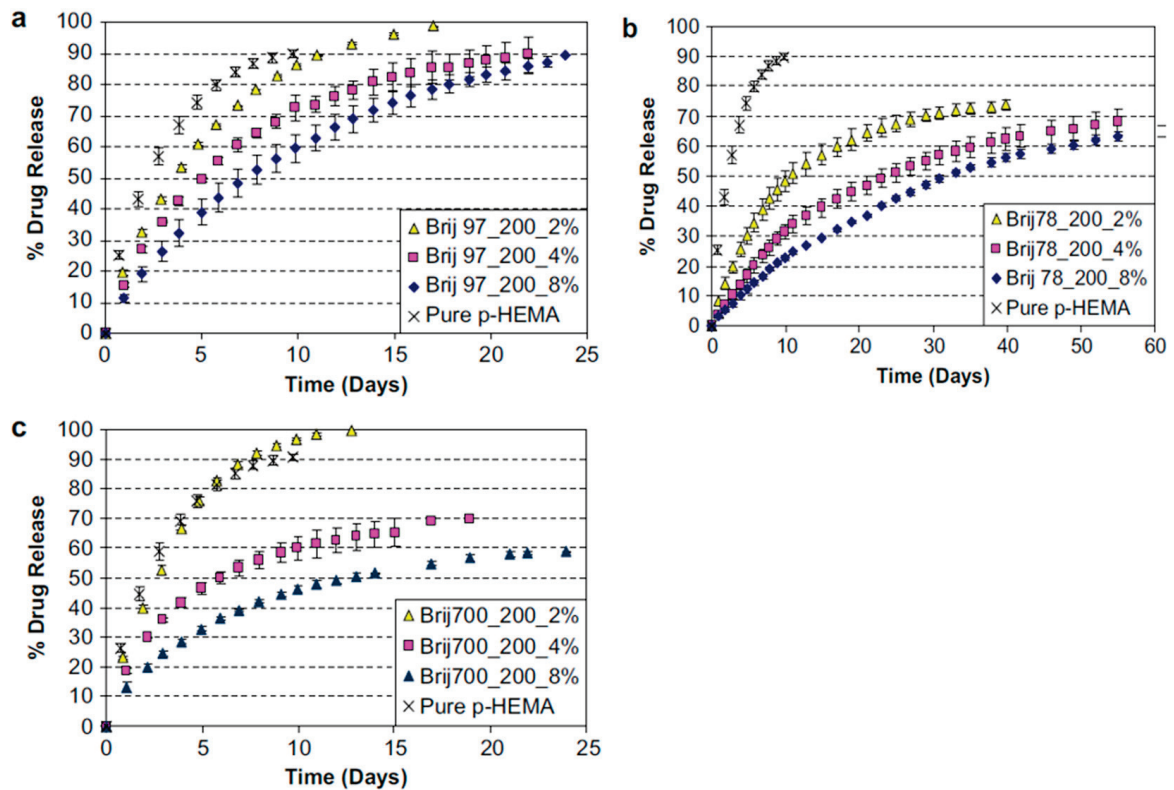 a
% Drug Release
100
90
80
70
60
50
40
30
20
10
0
0 5 10 15 20 25
Time (Days)
Brij 97_200_2%
Brij 97_200_4%
Brij 97_200_8%
Pure p-HEMA
b
% Drug Release
100
90
80
70
60
50
40
30
20
10
0
0 10 20 30 40 50 60
Time (Days)
Brij78_200_2%
Brij78_200_4%
Brij 78_200_8%
Pure p-HEMA
c
% Drug Release
100
90
80
70
60
50
40
30
20
10
0
0 5 10 15 20 25
Time (Days)
Brij700_200_2%
Brij700_200_4%
Brij700_200_8%
Pure p-HEMA